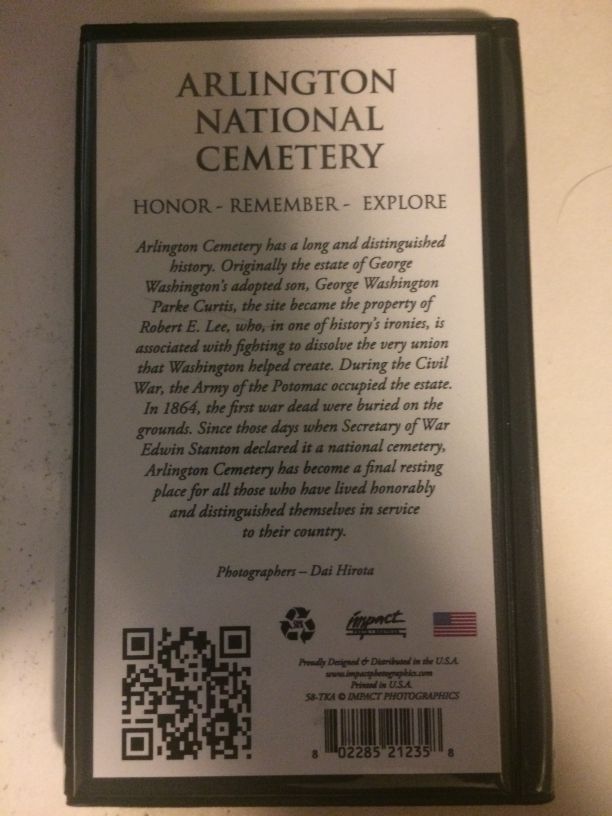 ARLINGTON
NATIONAL
CEMETERY
HONOR - REMEMBER - EXPLORE
Arlington Cemetery has a long and distinguished
history. Originally the estate of George
Washington's adopted son, George Washington
Parke Curtis, the site became the property of
Robert E. Lee, who, in one of history's ironies, is
associated with fighting to dissolve the very union
that Washington helped create. During the Civil
War, the Army of the Potomac occupied the estate.
In 1864, the first war dead were buried on the
grounds. Since those days when Secretary of War
Edwin Stanton declared it a national cemetery,
Arlington Cemetery has become a final resting
place for all those who have lived honorably
and distinguished themselves in service
to their country.
Photographers – Dai Hirota
impact
Proudly Designed & Distributed in the U.S.A.
www.impactphotographics.com
Printed in U.S.A.
58-TKA © IMPACT PHOTOGRAPHICS
8 02285 21235 8